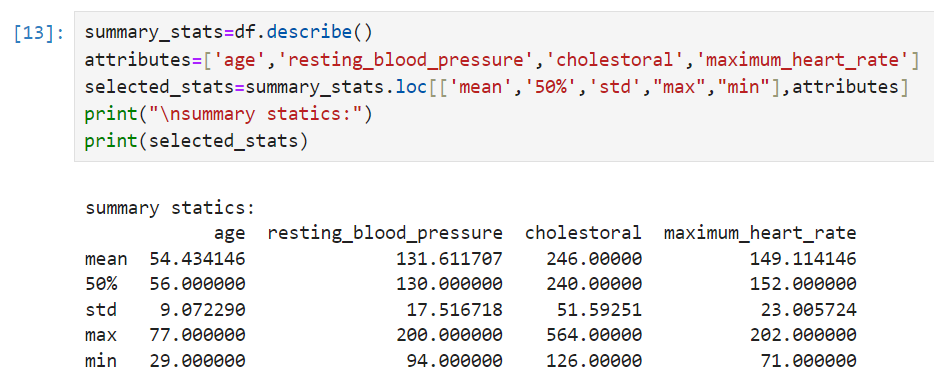 [13]: summary_stats=df.describe()
attributes=['age','resting_blood_pressure','cholestoral','maximum_heart_rate']
selected_stats=summary_stats.loc[['mean','50%','std',"max","min"],attributes]
print("\nsummary statics:")
print(selected_stats)
summary statics:
age resting_blood_pressure cholestoral maximum_heart_rate
mean 54.434146 131.611707 246.00000 149.114146
50% 56.000000 130.000000 240.00000 152.000000
std 9.072290 17.516718 51.59251 23.005724
max 77.000000 200.000000 564.00000 202.000000
min 29.000000 94.000000 126.00000 71.000000